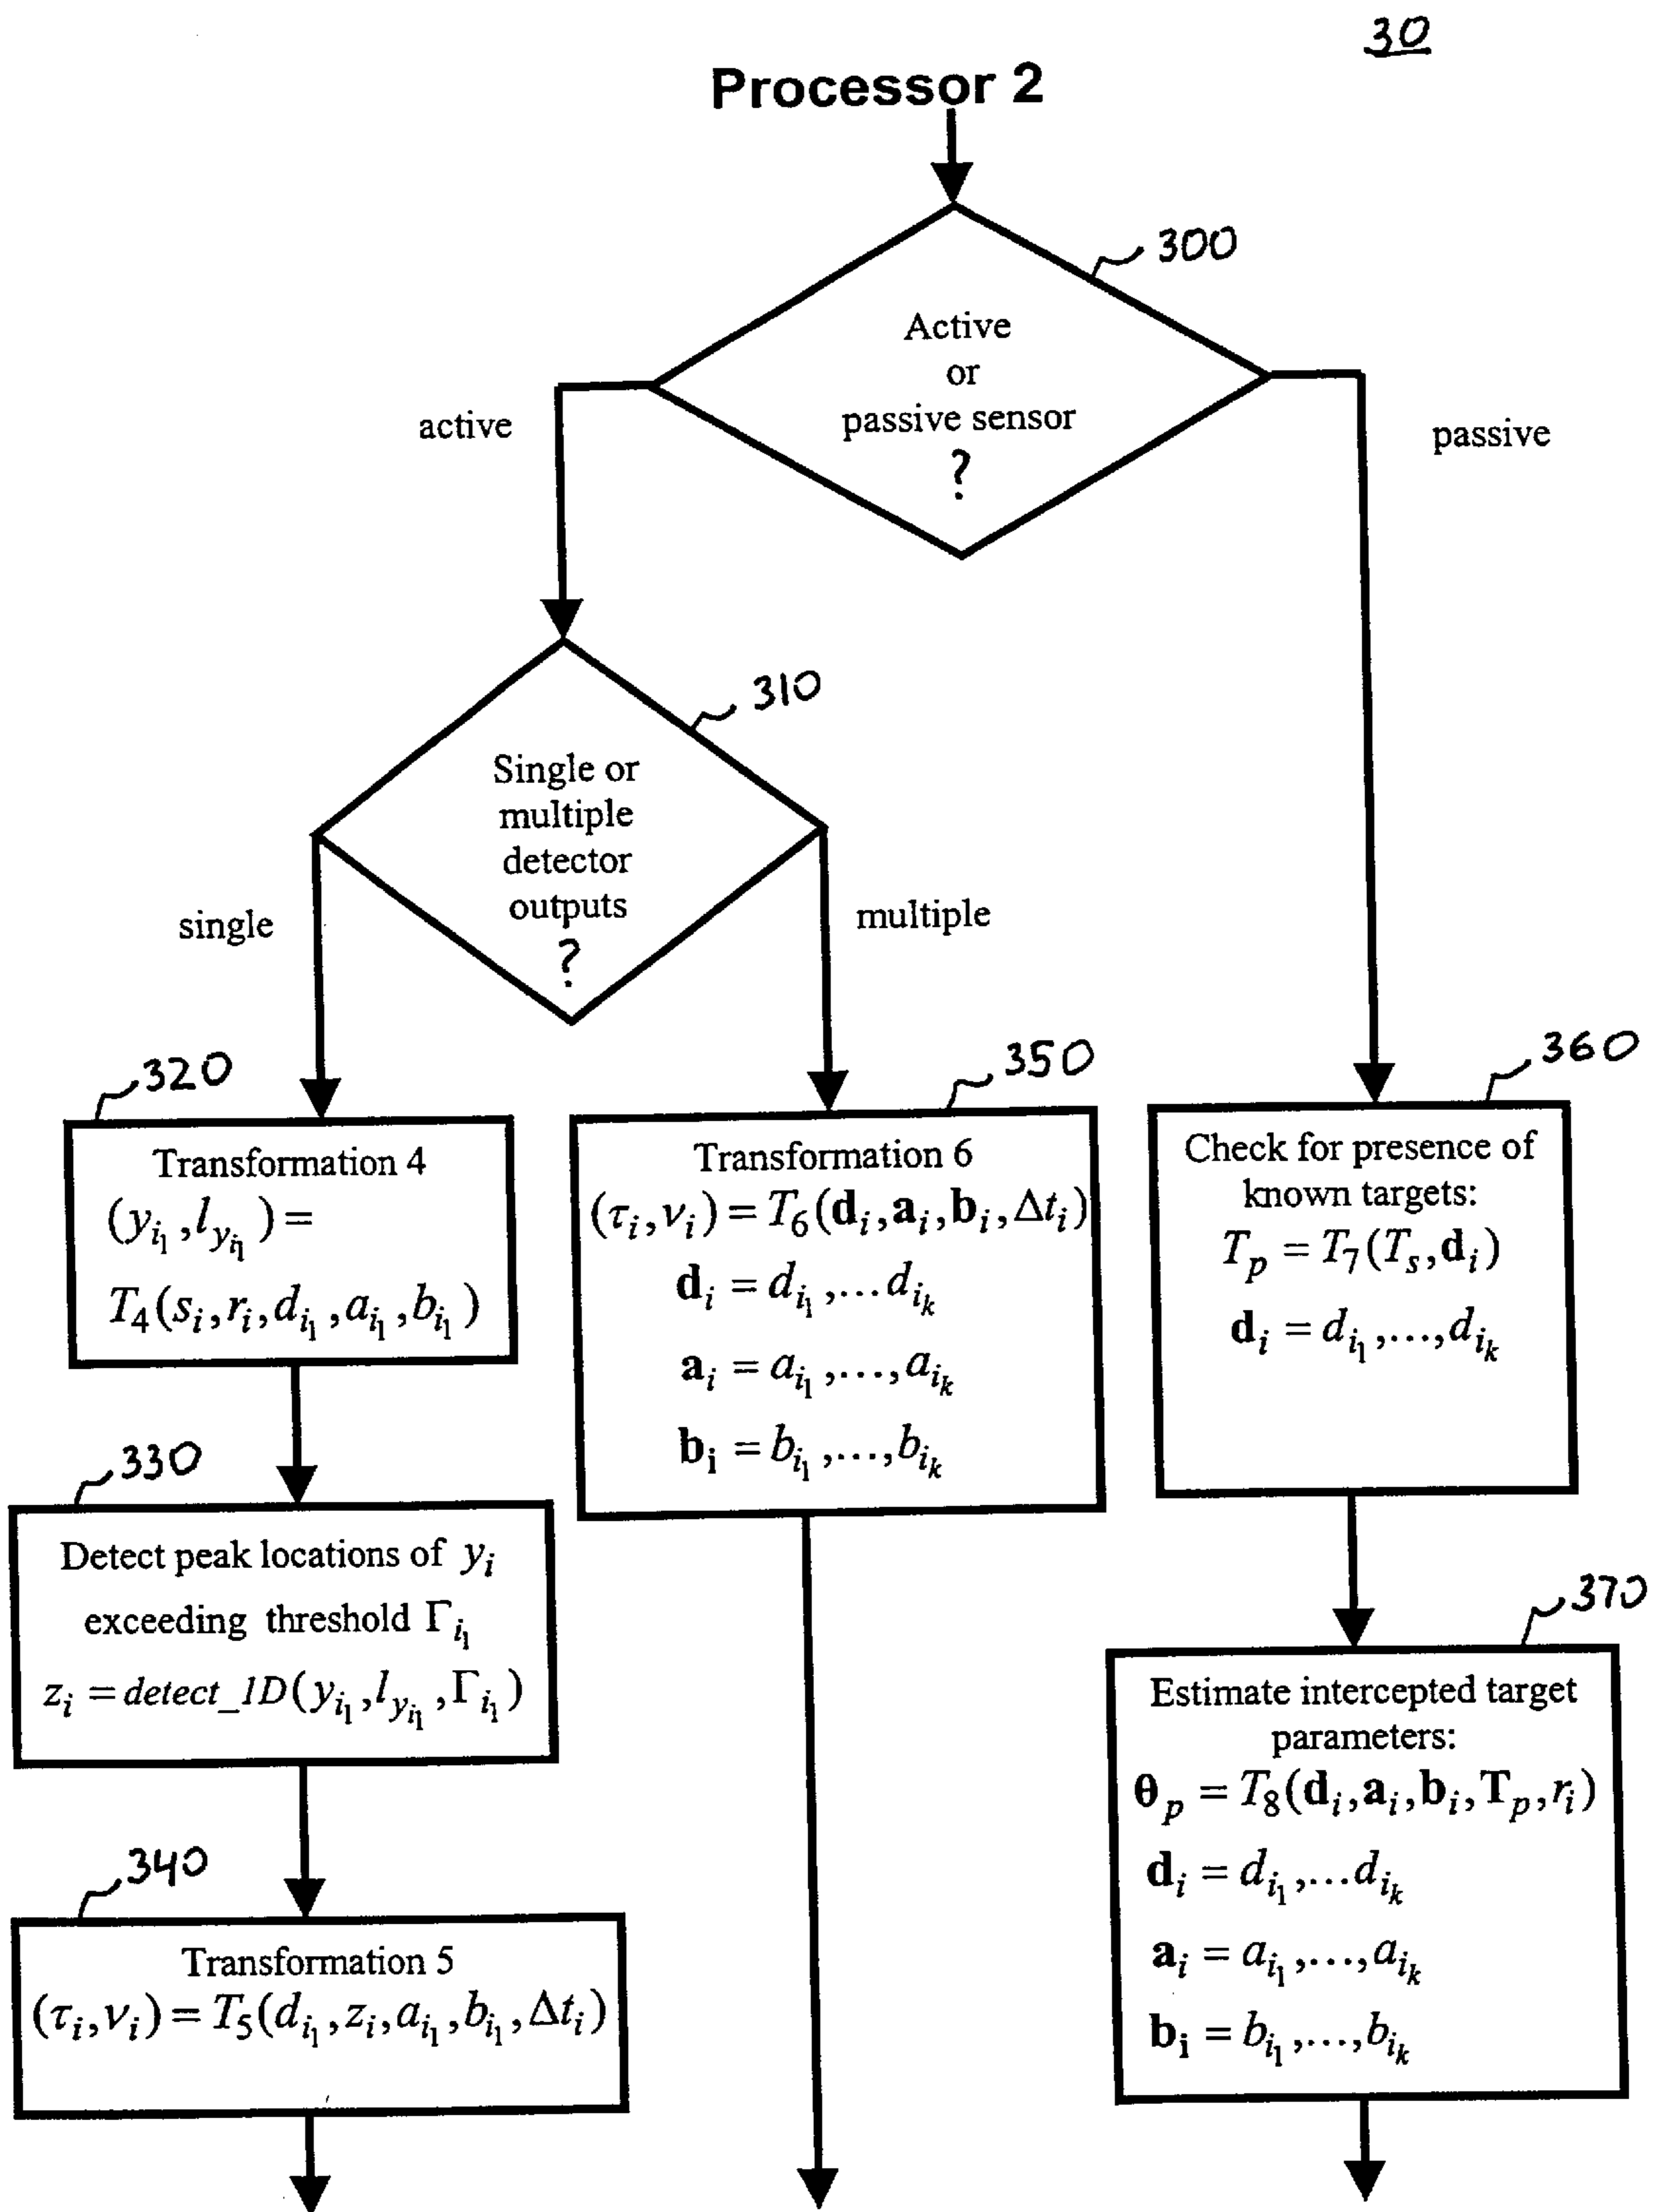 30
Processor 2
300
Active
or
passive sensor
?
active
passive
310
Single or
multiple
detector
outputs
?
single
multiple
320
Transformation 4
(y_{i_1}, l_{y_{i_1}}) =
T_4(s_i, r_i, d_{i_1}, a_{i_1}, b_{i_1})
330
Detect peak locations of y_i
exceeding threshold Γ_{i_1}
z_i = detect_1D(y_{i_1}, l_{y_{i_1}}, Γ_{i_1})
340
Transformation 5
(τ_i, ν_i) = T_5(d_{i_1}, z_i, a_{i_1}, b_{i_1}, Δt_i)
350
Transformation 6
(τ_i, ν_i) = T_6(d_i, a_i, b_i, Δt_i)
d_i = d_{i_1},...d_{i_k}
a_i = a_{i_1},...,a_{i_k}
b_i = b_{i_1},...,b_{i_k}
360
Check for presence of
known targets:
T_p = T_7(T_s, d_i)
d_i = d_{i_1},...,d_{i_k}
370
Estimate intercepted target
parameters:
θ_p = T_8(d_i, a_i, b_i, T_p, r_i)
d_i = d_{i_1},...d_{i_k}
a_i = a_{i_1},...,a_{i_k}
b_i = b_{i_1},...,b_{i_k}